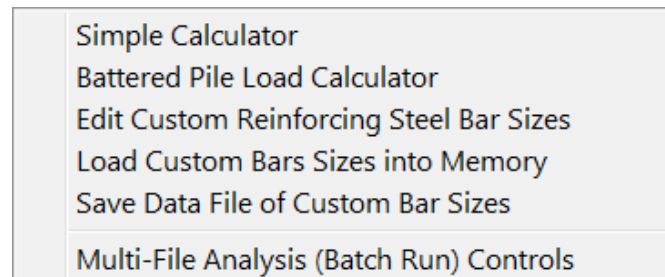 Simple Calculator
Battered Pile Load Calculator
Edit Custom Reinforcing Steel Bar Sizes
Load Custom Bars Sizes into Memory
Save Data File of Custom Bar Sizes
Multi-File Analysis (Batch Run) Controls